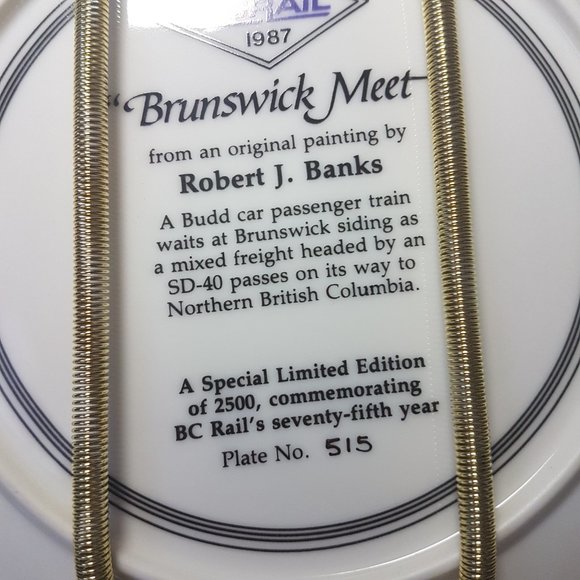 RAIL
1987
"Brunswick Meet
from an original painting by
Robert J. Banks
A Budd car passenger train
waits at Brunswick siding as
a mixed freight headed by an
SD-40 passes on its way to
Northern British Columbia.
A Special Limited Edition
of 2500, commemorating
BC Rail's seventy-fifth year
Plate No. 515